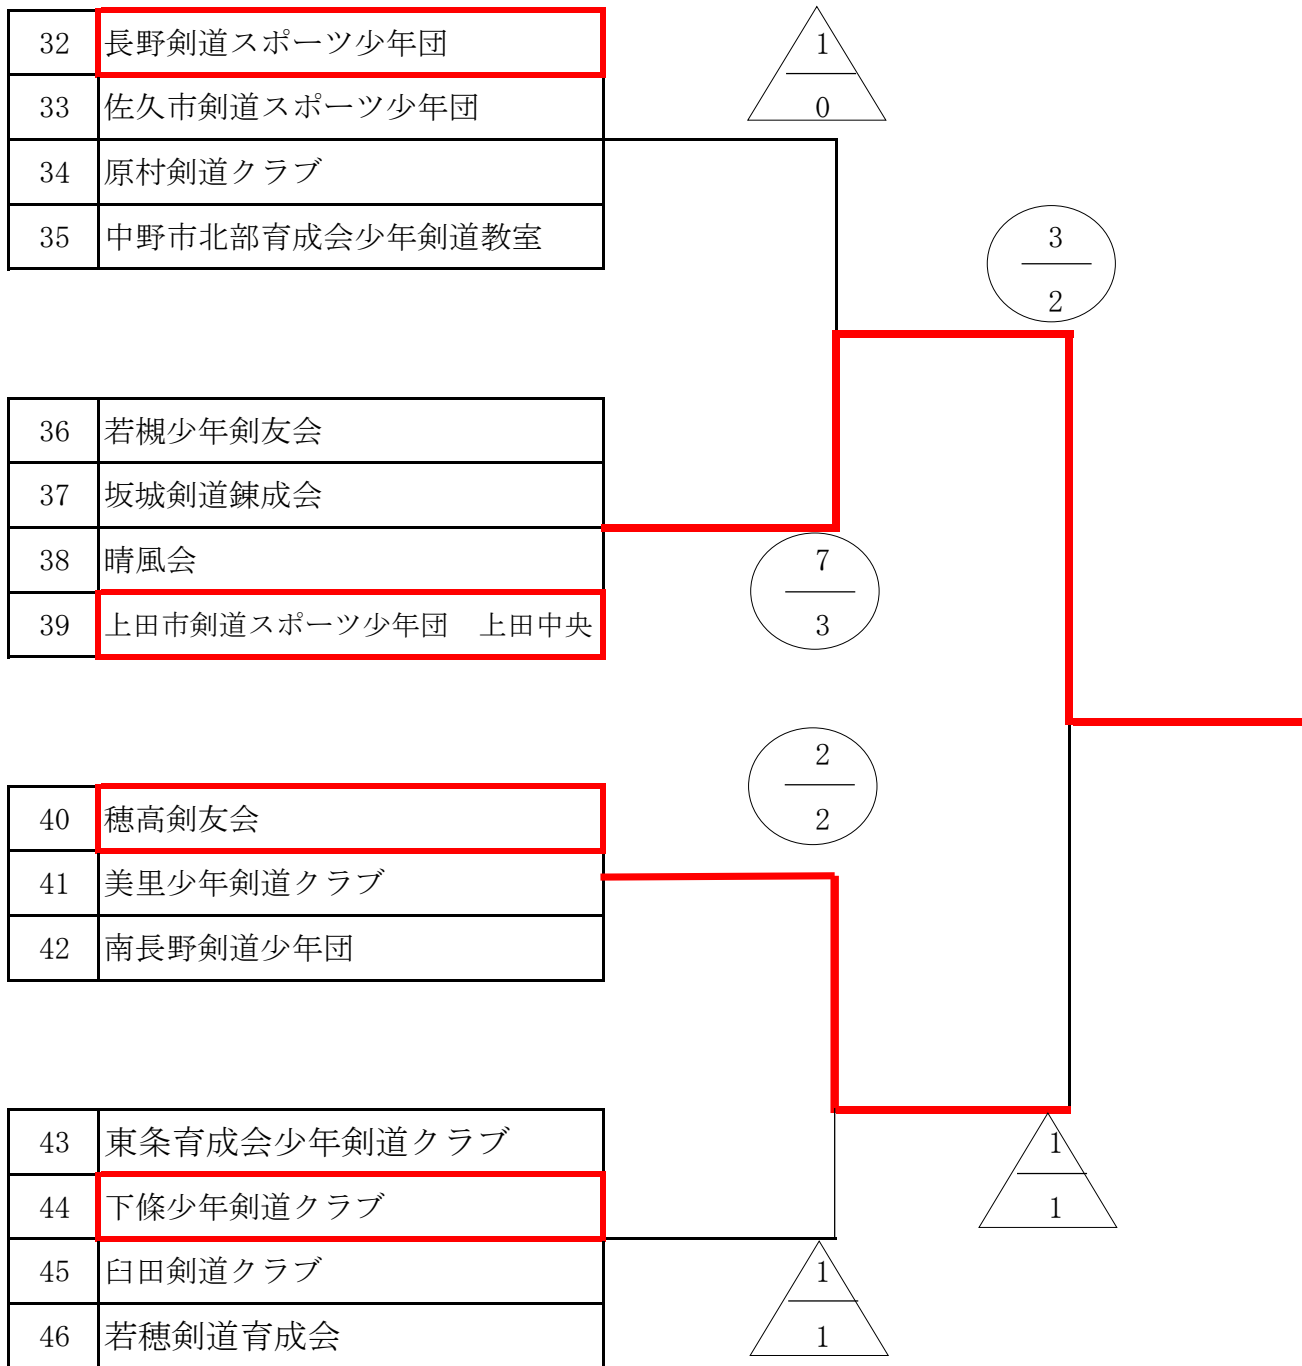 32 長野剣道スポーツ少年団
33 佐久市剣道スポーツ少年団
34 原村剣道クラブ
35 中野市北部育成会少年剣道教室
1
0
3
2
36 若槻少年剣友会
37 坂城剣道錬成会
38 晴風会
39 上田市剣道スポーツ少年団　上田中央
7
3
2
2
40 穂高剣友会
41 美里少年剣道クラブ
42 南長野剣道少年団
43 東条育成会少年剣道クラブ
44 下條少年剣道クラブ
45 臼田剣道クラブ
46 若穂剣道育成会
1
1
1
1